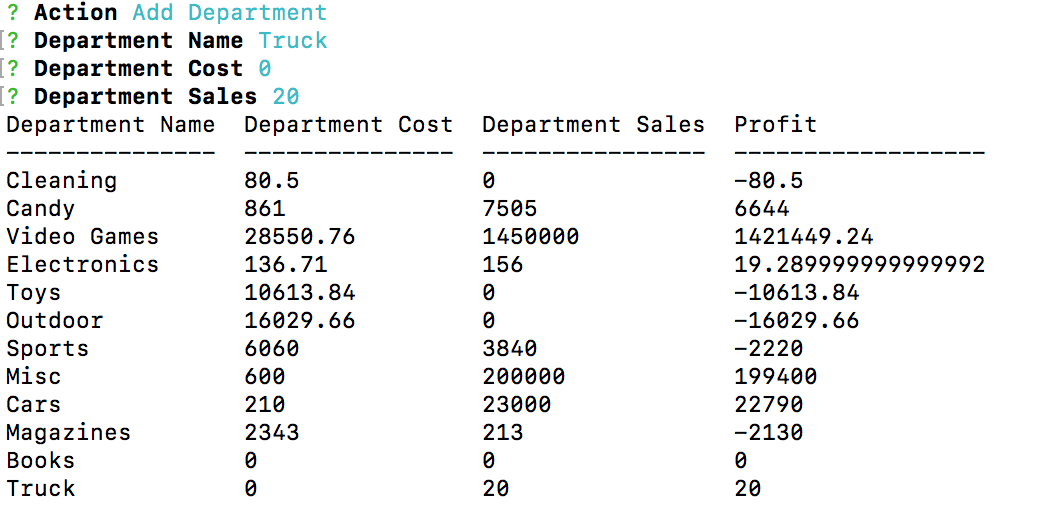 ? Action Add Department
[? Department Name Truck
[? Department Cost 0
[? Department Sales 20
Department Name  Department Cost  Department Sales  Profit
---------------  ---------------  ----------------  ------------------
Cleaning         80.5             0                 -80.5
Candy            861              7505              6644
Video Games      28550.76         1450000           1421449.24
Electronics      136.71           156               19.289999999999992
Toys             10613.84         0                 -10613.84
Outdoor          16029.66         0                 -16029.66
Sports           6060             3840              -2220
Misc             600              200000            199400
Cars             210              23000             22790
Magazines        2343             213               -2130
Books            0                0                 0
Truck            0                20                20